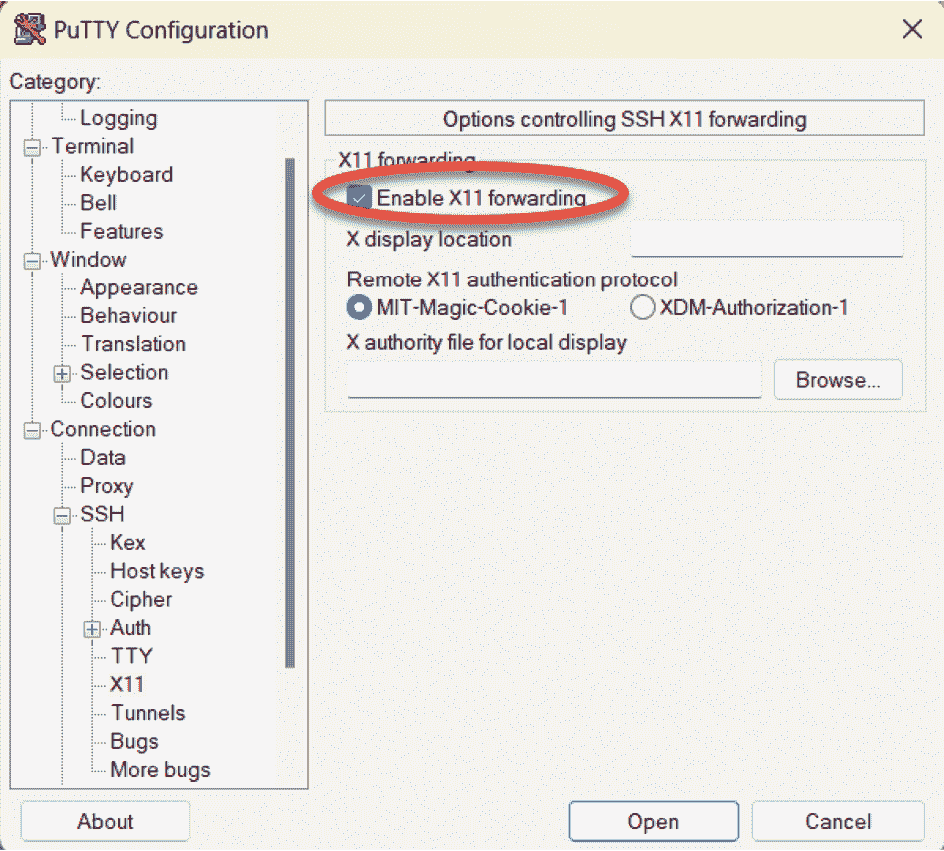 PuTTY Configuration
Category:
Logging
Terminal
Keyboard
Bell
Features
Window
Appearance
Behaviour
Translation
Selection
Colours
Connection
Data
Proxy
SSH
Kex
Host keys
Cipher
Auth
TTY
X11
Tunnels
Bugs
More bugs
Options controlling SSH X11 forwarding
X11 forwarding
Enable X11 forwarding
X display location
Remote X11 authentication protocol
MIT-Magic-Cookie-1 XDM-Authorization-1
X authority file for local display
Browse...
About Open Cancel